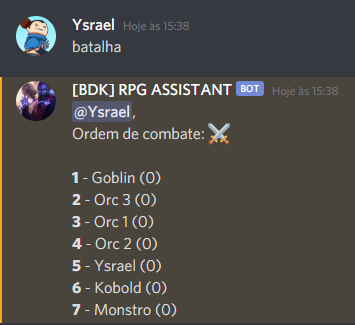 Ysrael Hoje às 15:38
batalha
[BDK] RPG ASSISTANT BOT Hoje às 15:38
@Ysrael,
Ordem de combate: ⚔️
1 - Goblin (0)
2 - Orc 3 (0)
3 - Orc 1 (0)
4 - Orc 2 (0)
5 - Ysrael (0)
6 - Kobold (0)
7 - Monstro (0)